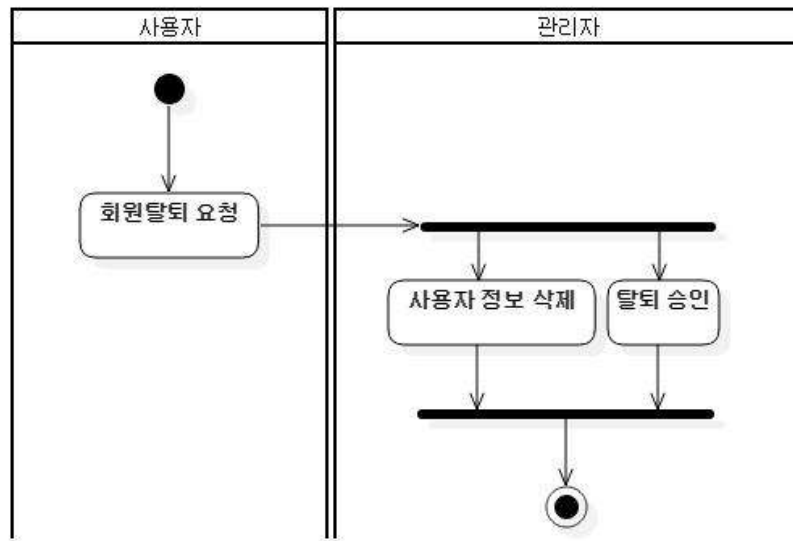 사용자
관리자
회원탈퇴 요청
사용자 정보 삭제
탈퇴 승인